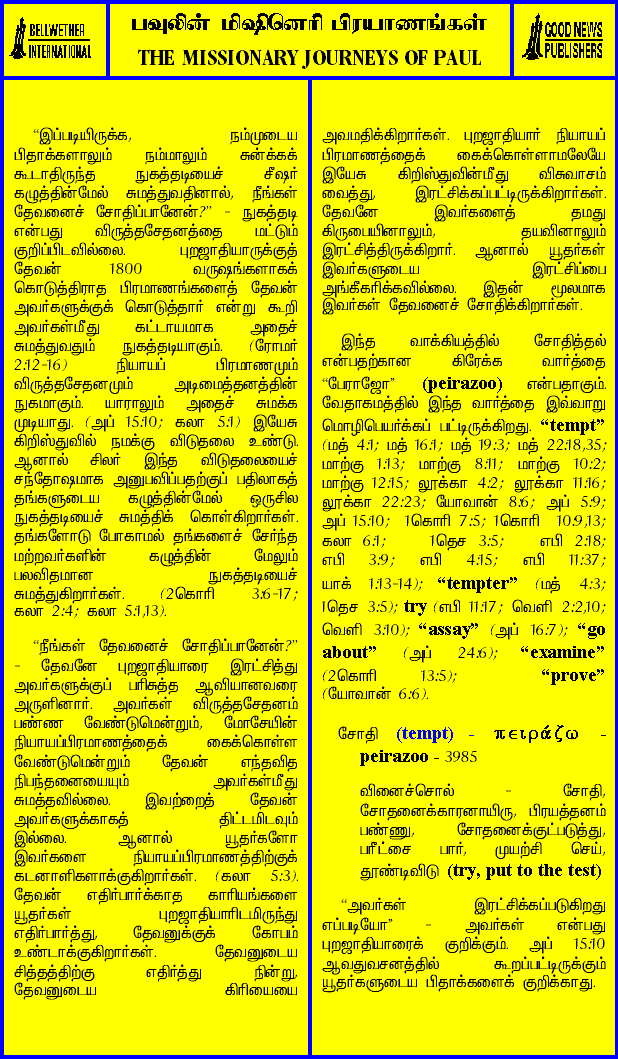 BELLWETHER
INTERNATIONAL
பவுலின் மிஷினெரி பிரயாணங்கள்
THE MISSIONARY JOURNEYS OF PAUL
GOOD NEWS
PUBLISHERS
“இப்படியிருக்க, நம்முடைய
பிதாக்களாலும் நம்மாலும் சுன்க்கக்
கூடாதிருந்த நுகத்தடியைச் சீஷர்
கழுத்தின்மேல் சுமத்துவதினால், நீங்கள்
தேவனைச் சோதிப்பானேன்?” - நுகத்தடி
என்பது விருத்தசேதனத்தை மட்டும்
குறிப்பிடவில்லை. புறஜாதியாருக்குத்
தேவன் 1800 வருஷங்களாகக்
கொடுத்திராத பிரமாணங்களைத் தேவன்
அவர்களுக்குக் கொடுத்தார் என்று கூறி
அவர்கள்மீது கட்டாயமாக அதைச்
சுமத்துவதும் நுகத்தடியாகும். (ரோமர்
2:12-16) நியாயப் பிரமாணமும்
விருத்தசேதனமும் அடிமைத்தனத்தின்
நுகமாகும். யாராலும் அதைச் சுமக்க
முடியாது. (அப் 15:10; கலா 5:1) இயேசு
கிறிஸ்துவில் நமக்கு விடுதலை உண்டு.
ஆனால் சிலர் இந்த விடுதலையைச்
சந்தோஷமாக அனுபவிப்பதற்குப் பதிலாகத்
தங்களுடைய கழுத்தின்மேல் ஒருசில
நுகத்தடியைச் சுமத்திக் கொள்கிறார்கள்.
தங்களோடு போகாமல் தங்களைச் சேர்ந்த
மற்றவர்களின் கழுத்தின் மேலும்
பலவிதமான நுகத்தடியைச்
சுமத்துகிறார்கள். (2கொரி 3:6-17;
கலா 2:4; கலா 5:1,13).
“நீங்கள் தேவனைச் சோதிப்பானேன்?”
- தேவனே புறஜாதியாரை இரட்சித்து
அவர்களுக்குப் பரிசுத்த ஆவியானவரை
அருளினார். அவர்கள் விருத்தசேதனம்
பண்ண வேண்டுமென்றும், மோசேயின்
நியாயப்பிரமாணத்தைக் கைக்கொள்ள
வேண்டுமென்றும் தேவன் எந்தவித
நிபந்தனையையும் அவர்கள்மீது
சுமத்தவில்லை. இவற்றைத் தேவன்
அவர்களுக்காகத் திட்டமிடவும்
இல்லை. ஆனால் யூதர்களோ
இவர்களை நியாயப்பிரமாணத்திற்குக்
கடனாளிகளாக்குகிறார்கள். (கலா 5:3).
தேவன் எதிர்பார்க்காத காரியங்களை
யூதர்கள் புறஜாதியாரிடமிருந்து
எதிர்பார்த்து, தேவனுக்குக் கோபம்
உண்டாக்குகிறார்கள். தேவனுடைய
சித்தத்திற்கு எதிர்த்து நின்று,
தேவனுடைய கிரியையை
அவமதிக்கிறார்கள். புறஜாதியார் நியாயப்
பிரமாணத்தைக் கைக்கொள்ளாமலேயே
இயேசு கிறிஸ்துவின்மீது விசுவாசம்
வைத்து, இரட்சிக்கப்பட்டிருக்கிறார்கள்.
தேவனே இவர்களைத் தமது
கிருபையினாலும், தயவினாலும்
இரட்சித்திருக்கிறார். ஆனால் யூதர்கள்
இவர்களுடைய இரட்சிப்பை
அங்கீகரிக்கவில்லை. இதன் மூலமாக
இவர்கள் தேவனைச் சோதிக்கிறார்கள்.
இந்த வாக்கியத்தில் சோதித்தல்
என்பதற்கான கிரேக்க வார்த்தை
“பேராஜோ” (peirazoo) என்பதாகும்.
வேதாகமத்தில் இந்த வார்த்தை இவ்வாறு
மொழிபெயர்க்கப் பட்டிருக்கிறது. “tempt”
(மத் 4:1; மத் 16:1; மத் 19:3; மத் 22:18,35;
மாற்கு 1:13; மாற்கு 8:11; மாற்கு 10:2;
மாற்கு 12:15; லூக்கா 4:2; லூக்கா 11:16;
லூக்கா 22:23; யோவான் 8:6; அப் 5:9;
அப் 15:10; 1கொரி 7:5; 1கொரி 10:9,13;
கலா 6:1; 1தெச 3:5; எபி 2:18;
எபி 3:9; எபி 4:15; எபி 11:37;
யாக் 1:13-14); “tempter” (மத் 4:3;
1தெச 3:5); try (எபி 11:17; வெளி 2:2,10;
வெளி 3:10); “assay” (அப் 16:7); “go
about” (அப் 24:6); “examine”
(2கொரி 13:5); “prove”
(யோவான் 6:6).
சோதி (tempt) - πειράζω -
peirazoo - 3985
வினைச்சொல் - சோதி,
சோதனைக்காரனாயிரு, பிரயத்தனம்
பண்ணு, சோதனைக்குட்படுத்து,
பரீட்சை பார், முயற்சி செய்,
தூண்டிவிடு (try, put to the test)
“அவர்கள் இரட்சிக்கப்படுகிறது
எப்படியோ” - அவர்கள் என்பது
புறஜாதியாரைக் குறிக்கும். அப் 15:10
ஆவதுவசனத்தில் கூறப்பட்டிருக்கும்
யூதர்களுடைய பிதாக்களைக் குறிக்காது.